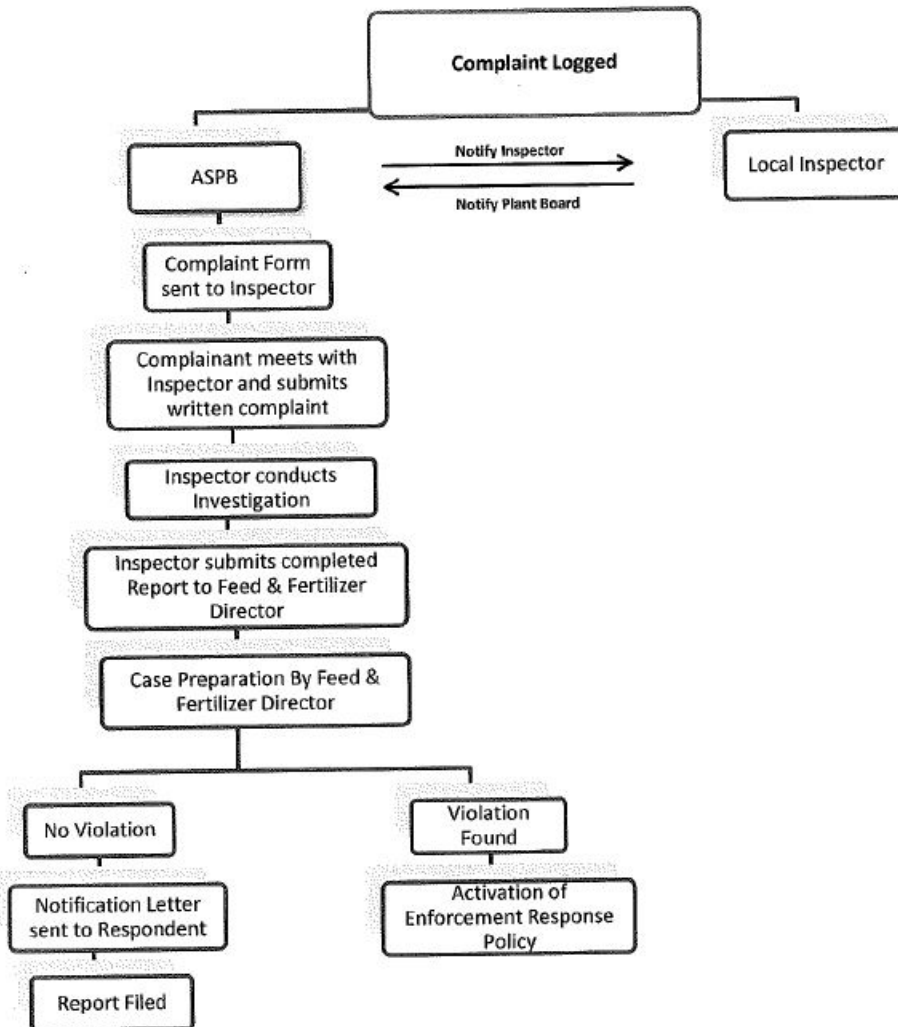 Complaint Logged
ASPB
Notify Inspector
Notify Plant Board
Local Inspector
Complaint Form
sent to Inspector
Complainant meets with
Inspector and submits
written complaint
Inspector conducts
Investigation
Inspector submits completed
Report to Feed & Fertilizer
Director
Case Preparation By Feed &
Fertilizer Director
No Violation
Notification Letter
sent to Respondent
Report Filed
Violation
Found
Activation of
Enforcement Response
Policy